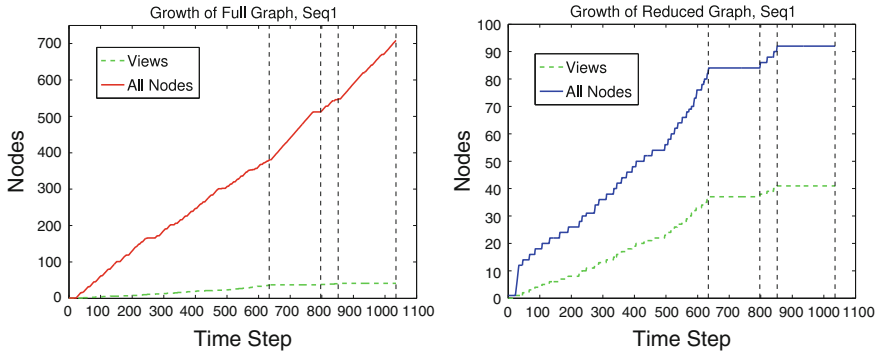 Growth of Full Graph, Seq1
700
600
500
400
300
200
100
0
Nodes
Views
All Nodes
0 100 200 300 400 500 600 700 800 900 1000 1100
Time Step
Growth of Reduced Graph, Seq1
100
90
80
70
60
50
40
30
20
10
0
Nodes
Views
All Nodes
0 100 200 300 400 500 600 700 800 900 1000 1100
Time Step